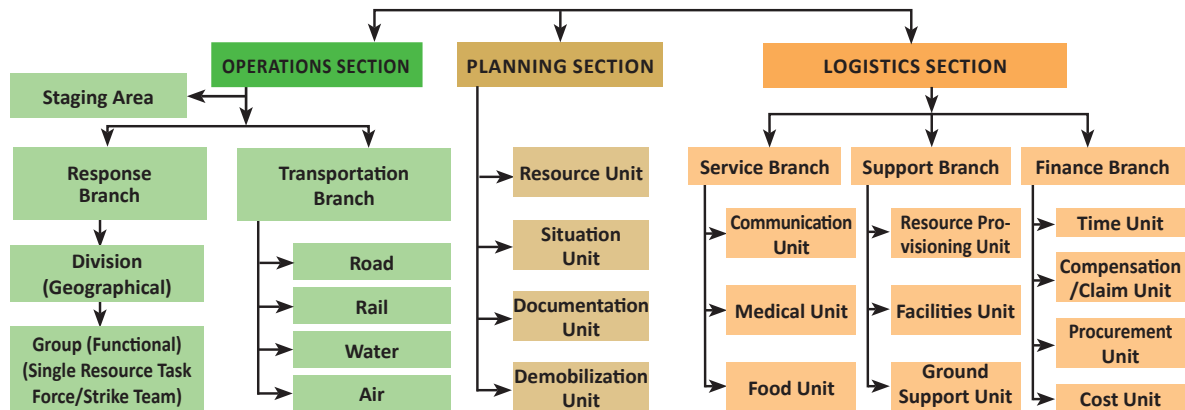 OPERATIONS SECTION
PLANNING SECTION
LOGISTICS SECTION
Staging Area
Response
Branch
Transportation
Branch
Division
(Geographical)
Group (Functional)
(Single Resource Task
Force/Strike Team)
Road
Rail
Water
Air
Resource Unit
Situation
Unit
Documentation
Unit
Demobilization
Unit
Service Branch
Support Branch
Finance Branch
Communication
Unit
Medical Unit
Food Unit
Resource Pro-
visioning Unit
Facilities Unit
Ground
Support Unit
Time Unit
Compensation
/Claim Unit
Procurement
Unit
Cost Unit